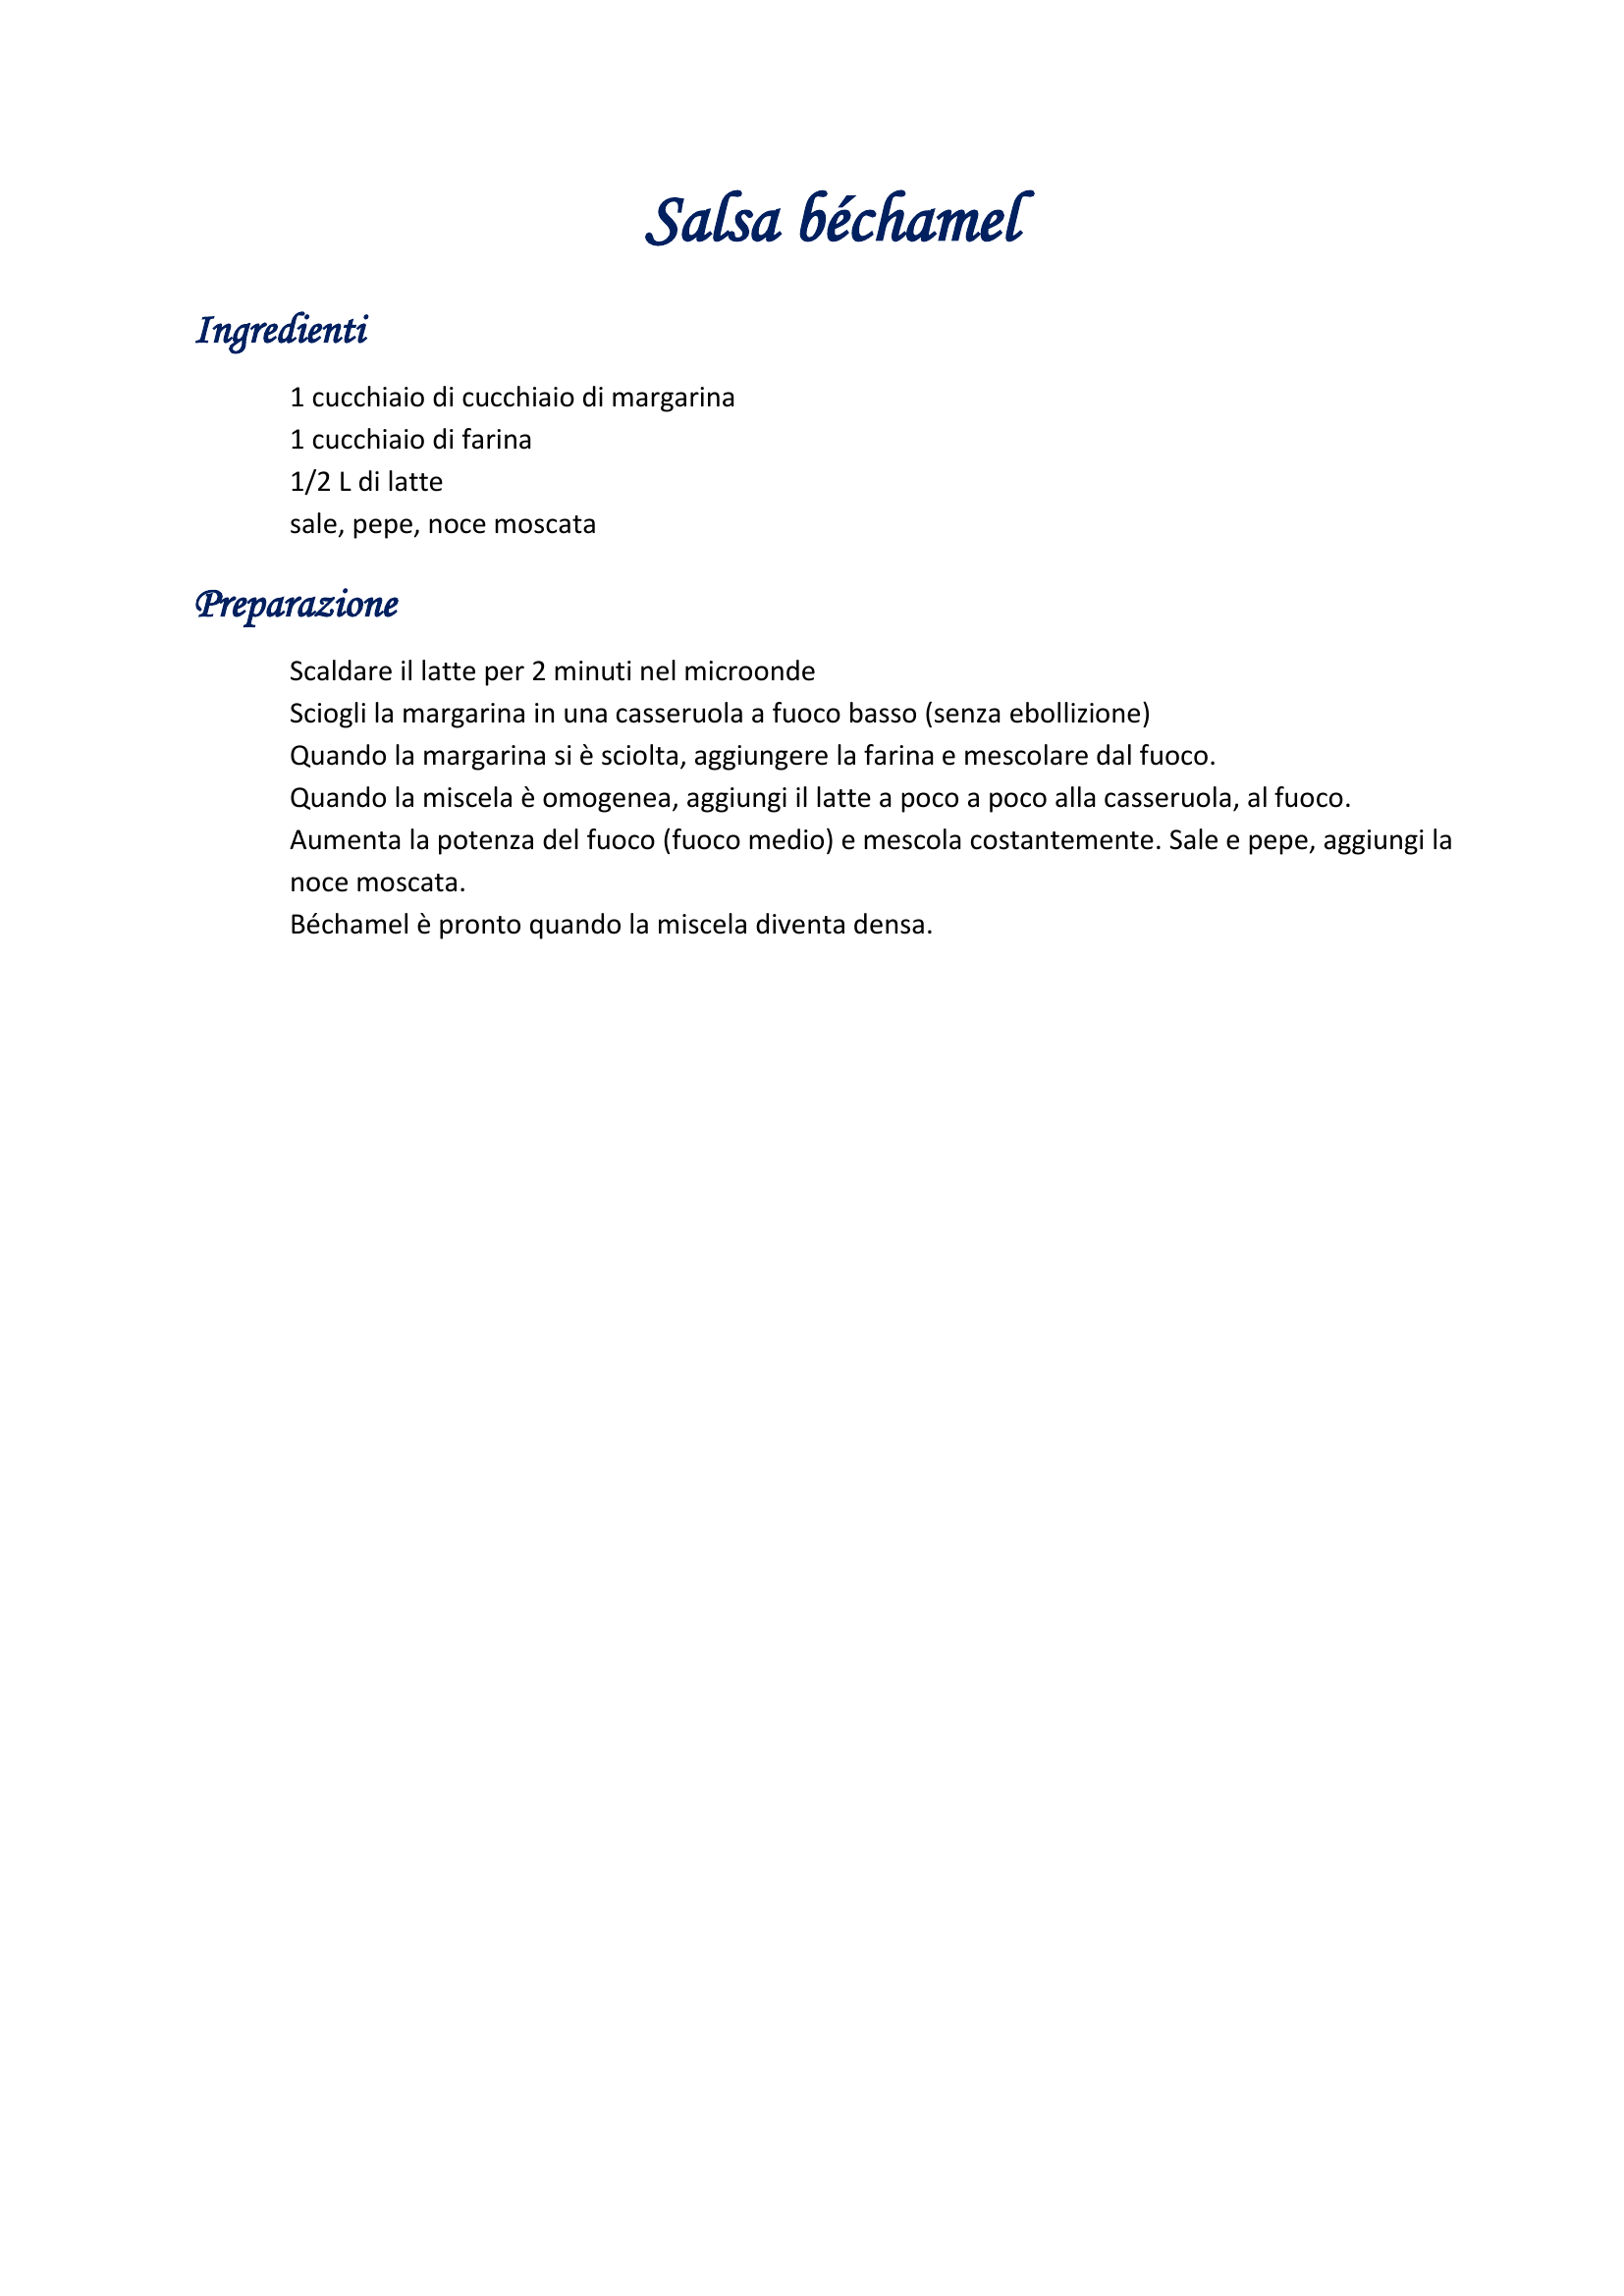 Salsa béchamel
Ingredienti
1 cucchiaio di cucchiaio di margarina
1 cucchiaio di farina
1/2 L di latte
sale, pepe, noce moscata
Preparazione
Scaldare il latte per 2 minuti nel microonde
Sciogli la margarina in una casseruola a fuoco basso (senza ebollizione)
Quando la margarina si è sciolta, aggiungere la farina e mescolare dal fuoco.
Quando la miscela è omogenea, aggiungi il latte a poco a poco alla casseruola, al fuoco.
Aumenta la potenza del fuoco (fuoco medio) e mescola costantemente. Sale e pepe, aggiungi la
noce moscata.
Béchamel è pronto quando la miscela diventa densa.